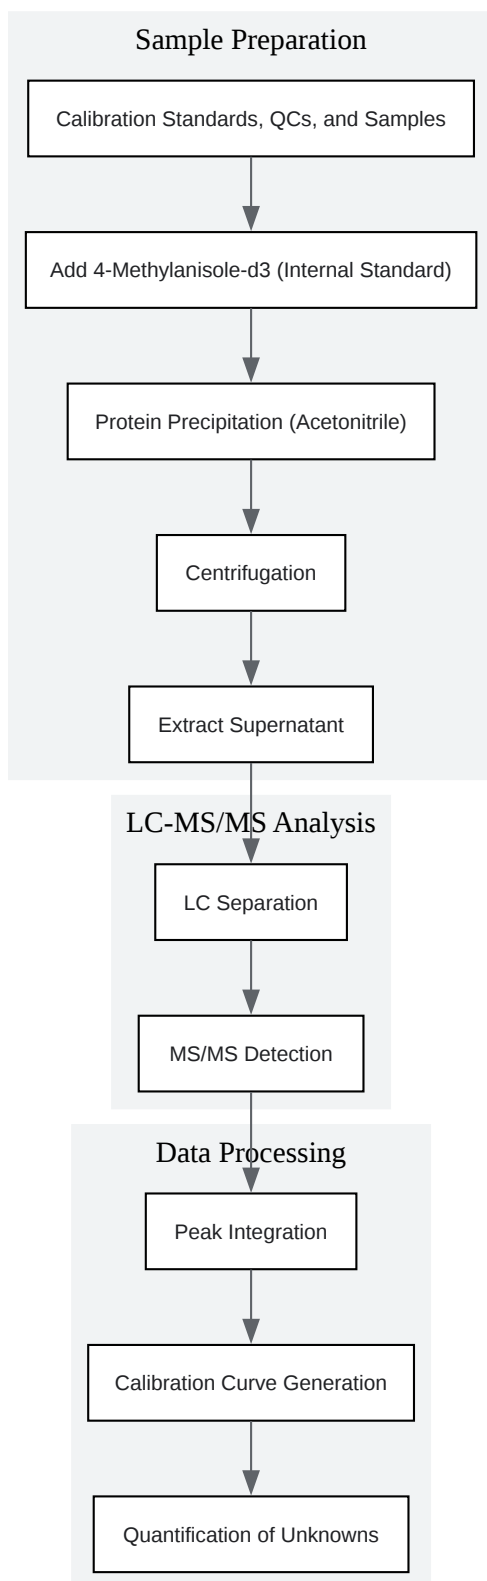 Sample Preparation
Calibration Standards, QCs, and Samples
Add 4-Methylanisole-d3 (Internal Standard)
Protein Precipitation (Acetonitrile)
Centrifugation
Extract Supernatant
LC-MS/MS Analysis
LC Separation
MS/MS Detection
Data Processing
Peak Integration
Calibration Curve Generation
Quantification of Unknowns